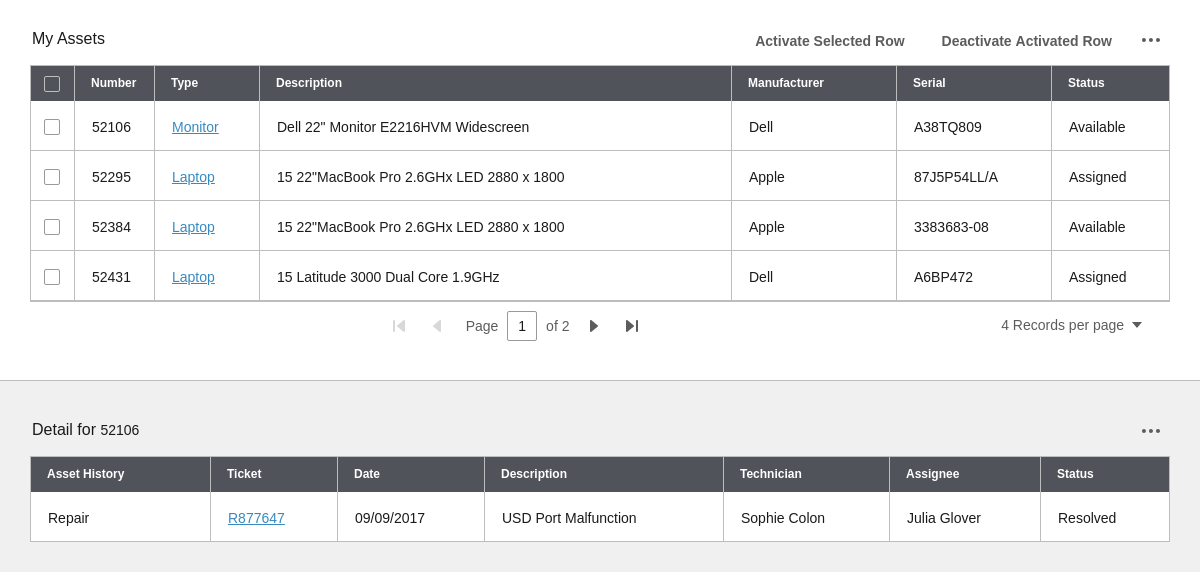 My Assets
Activate Selected Row Deactivate Activated Row
Number Type Description Manufacturer Serial Status
52106 Monitor Dell 22" Monitor E2216HVM Widescreen Dell A38TQ809 Available
52295 Laptop 15 22"MacBook Pro 2.6GHx LED 2880 x 1800 Apple 87J5P54LL/A Assigned
52384 Laptop 15 22"MacBook Pro 2.6GHx LED 2880 x 1800 Apple 3383683-08 Available
52431 Laptop 15 Latitude 3000 Dual Core 1.9GHz Dell A6BP472 Assigned
Page 1 of 2 4 Records per page
Detail for 52106
Asset History Ticket Date Description Technician Assignee Status
Repair R877647 09/09/2017 USD Port Malfunction Sophie Colon Julia Glover Resolved